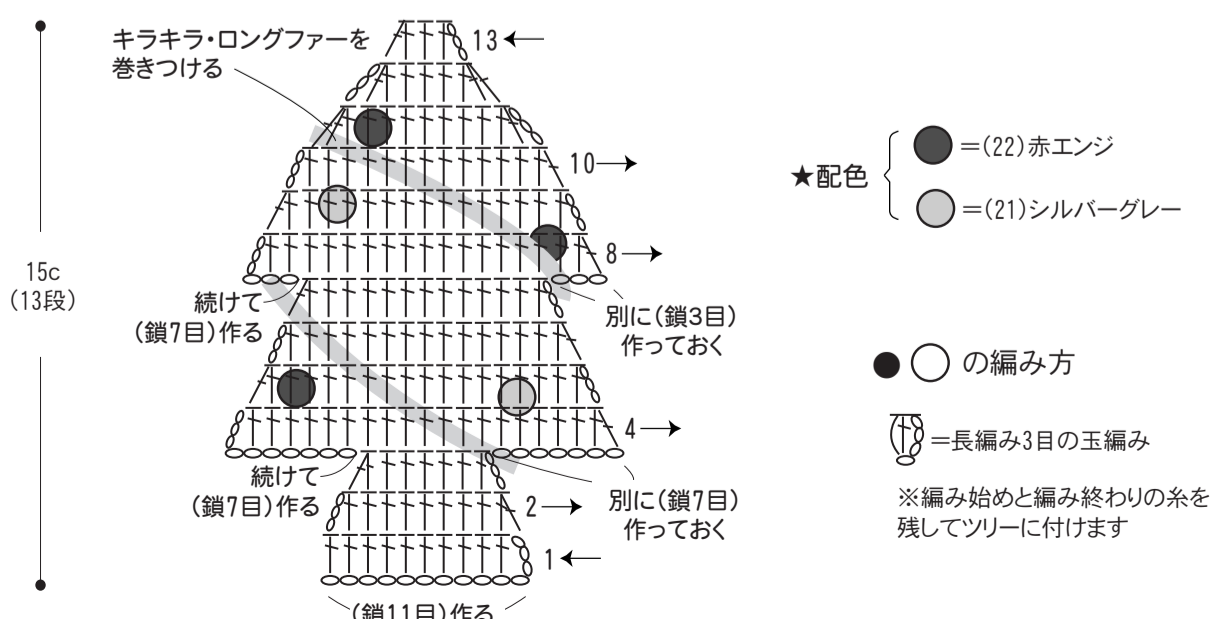 キラキラ・ロングファーを
巻きつける
13
10
8
15c
(13段)
続けて
(鎖7目)作る
別に(鎖3目)
作っておく
4
続けて
(鎖7目)作る
2
別に(鎖7目)
作っておく
1
(鎖11目)作る
★配色
=(22)赤エンジ
=(21)シルバーグレー
の編み方
=長編み3目の玉編み
※編み始めと編み終わりの糸を
残してツリーに付けます